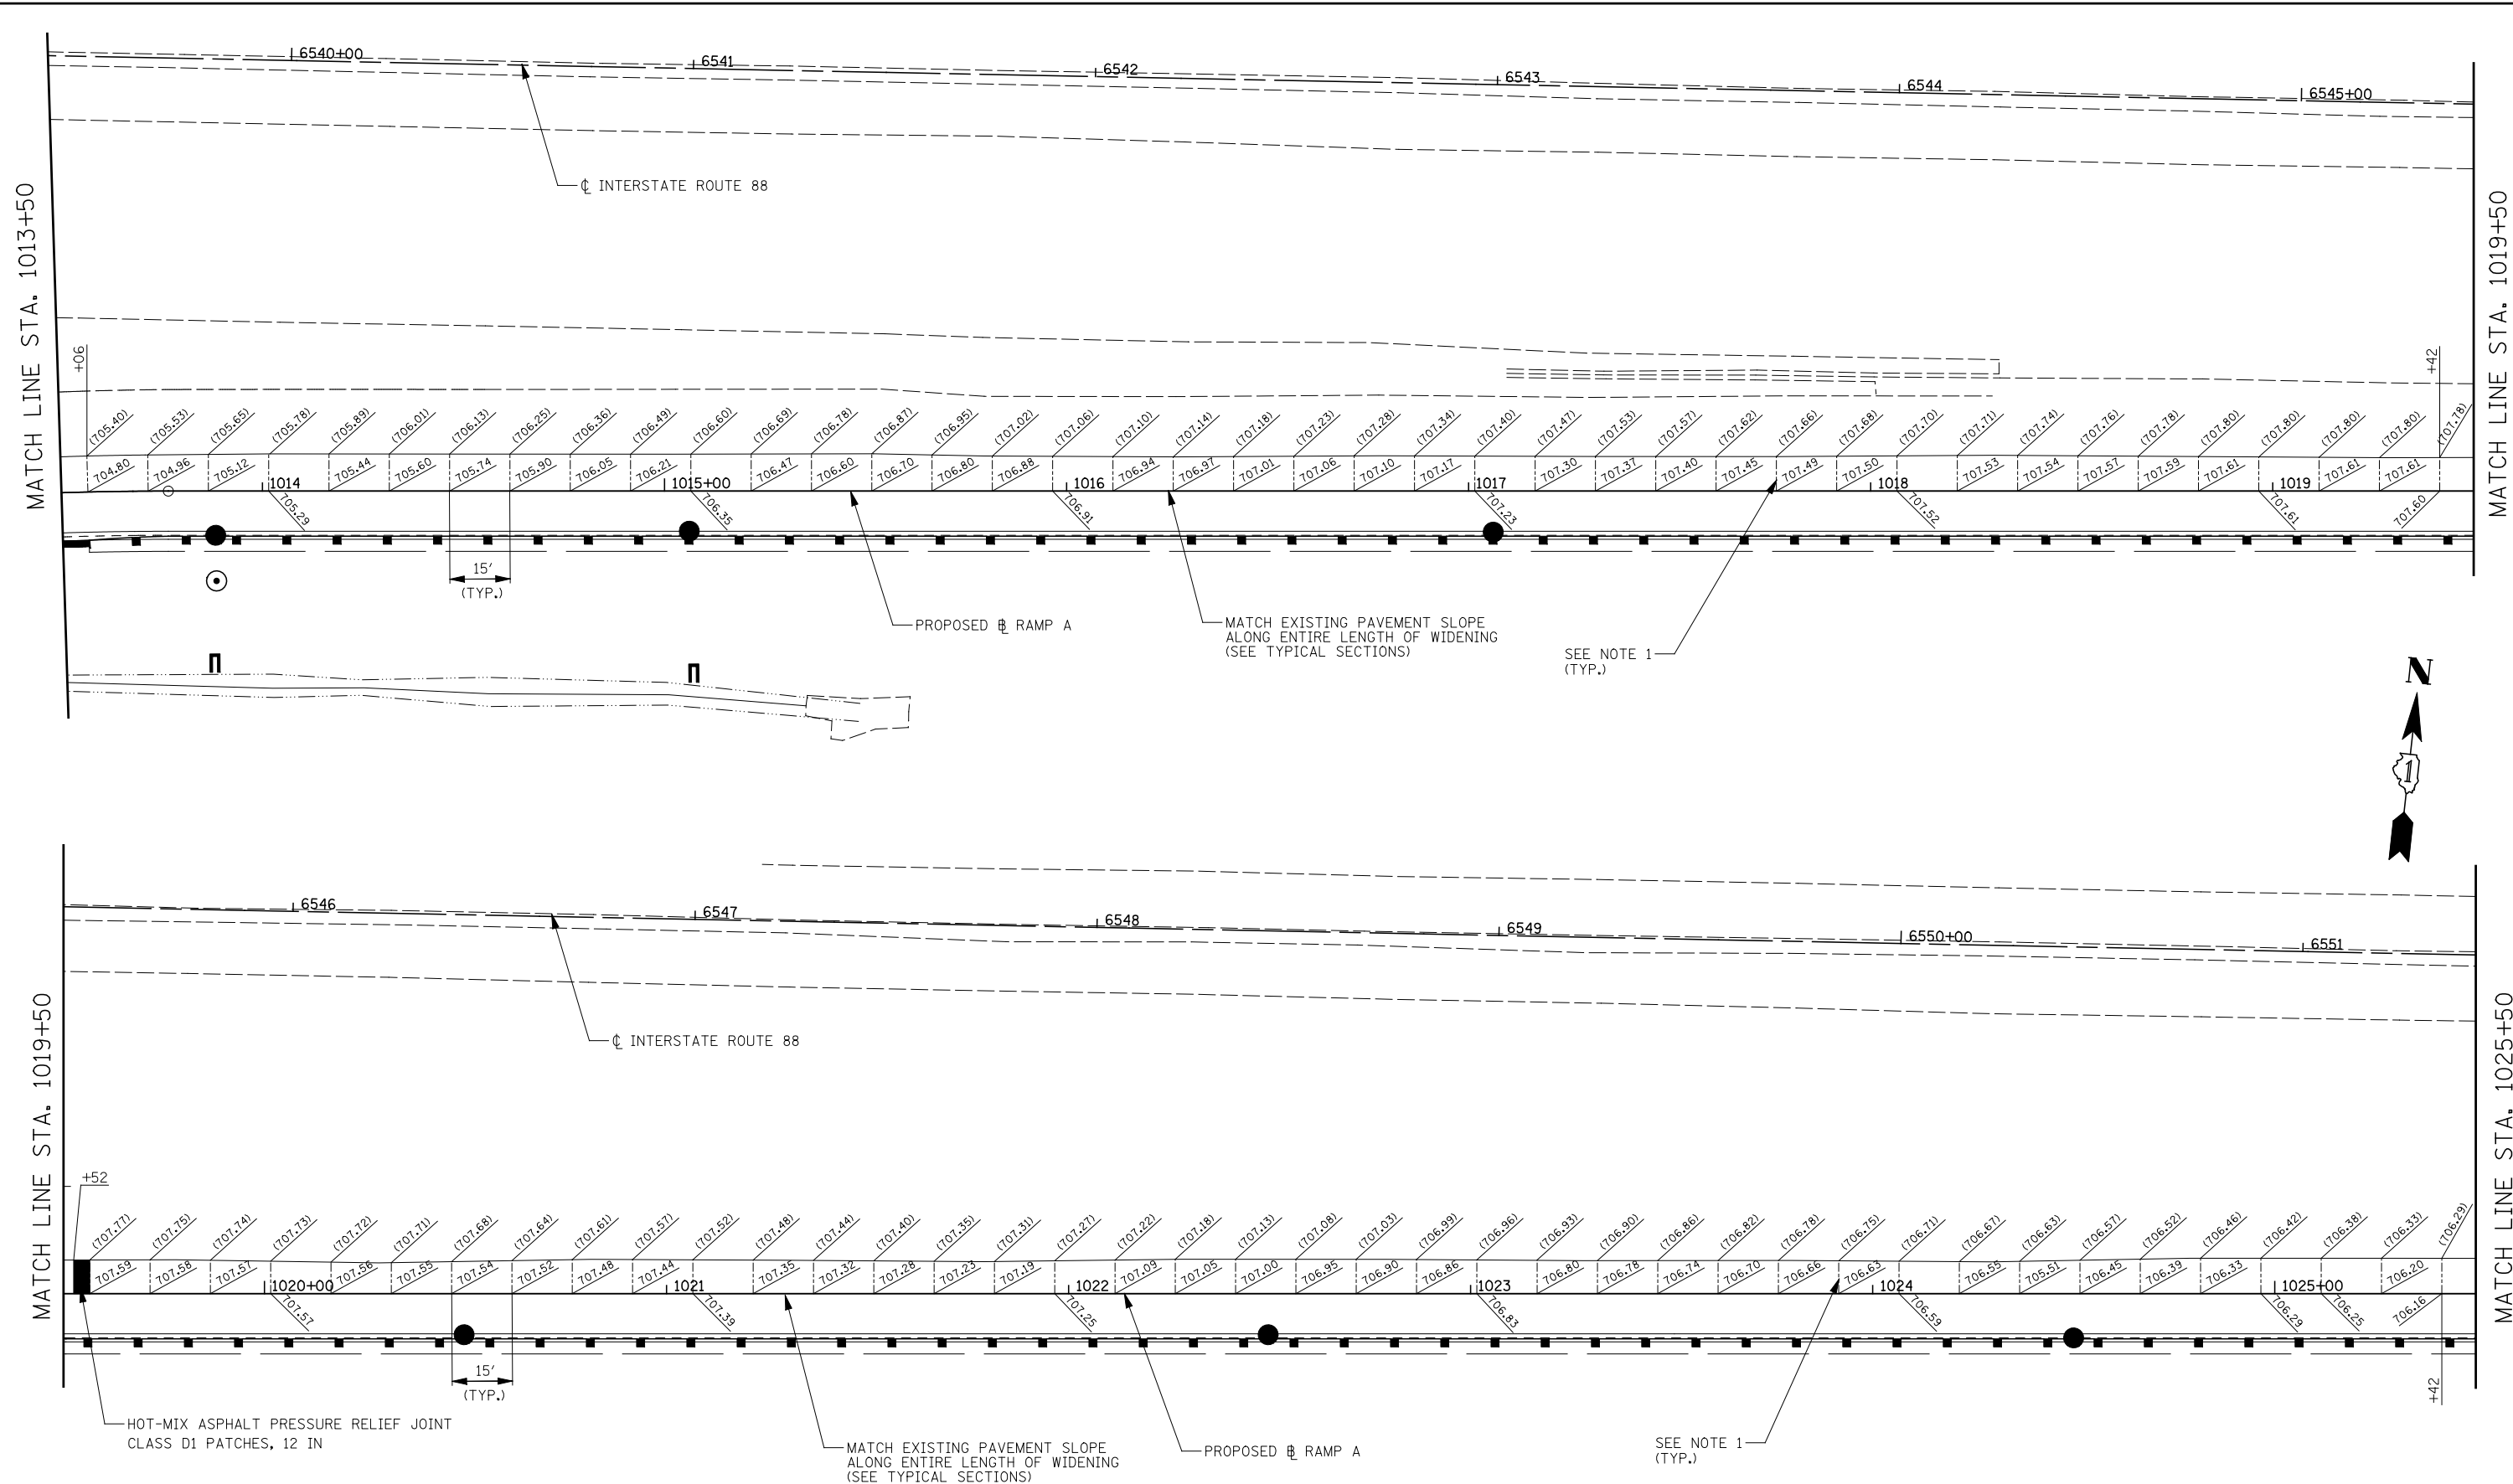 6540+00
6541
6542
6543
6544
6545+00
℄ INTERSTATE ROUTE 88
MATCH LINE STA. 1013+50
MATCH LINE STA. 1019+50
+06
+42
(705.40) (705.53) (705.65) (705.78) (705.89) (706.01) (706.13) (706.25) (706.36) (706.49) (706.60) (706.69) (706.78) (706.87) (706.95) (707.02) (707.06) (707.10) (707.14) (707.18) (707.23) (707.28) (707.34) (707.40) (707.47) (707.53) (707.57) (707.62) (707.66) (707.68) (707.70) (707.71) (707.74) (707.76) (707.78) (707.80) (707.80) (707.80) (707.80) (707.78)
704.80 704.96 705.12 705.44 705.60 705.74 705.90 706.05 706.21 706.47 706.60 706.70 706.80 706.88 706.94 706.97 707.01 707.06 707.10 707.17 707.30 707.37 707.40 707.45 707.49 707.50 707.53 707.54 707.57 707.59 707.61 707.61 707.61
1014 1015+00 1016 1017 1018 1019
705.29 706.35 706.91 707.23 707.52 707.61 707.60
15'
(TYP.)
PROPOSED B RAMP A
MATCH EXISTING PAVEMENT SLOPE
ALONG ENTIRE LENGTH OF WIDENING
(SEE TYPICAL SECTIONS)
SEE NOTE 1
(TYP.)
N
1
6546
6547
6548
6549
6550+00
6551
℄ INTERSTATE ROUTE 88
MATCH LINE STA. 1019+50
MATCH LINE STA. 1025+50
+52
(707.77) (707.75) (707.74) (707.73) (707.72) (707.71) (707.68) (707.64) (707.61) (707.57) (707.52) (707.48) (707.44) (707.40) (707.35) (707.31) (707.27) (707.22) (707.18) (707.13) (707.08) (707.03) (706.99) (706.96) (706.93) (706.90) (706.86) (706.82) (706.78) (706.75) (706.71) (706.67) (706.63) (706.57) (706.52) (706.46) (706.42) (706.38) (706.33) (706.29)
707.59 707.58 707.57 707.56 707.55 707.54 707.52 707.48 707.44 707.35 707.32 707.28 707.23 707.19 707.09 707.05 707.00 706.95 706.90 706.86 706.80 706.78 706.74 706.70 706.66 706.63 706.55 705.51 706.45 706.39 706.33 706.20
1020+00 1021 1022 1023 1024 1025+00
707.57 707.39 707.25 706.83 706.59 706.29 706.25 706.16
15'
(TYP.)
+42
HOT-MIX ASPHALT PRESSURE RELIEF JOINT
CLASS D1 PATCHES, 12 IN
MATCH EXISTING PAVEMENT SLOPE
ALONG ENTIRE LENGTH OF WIDENING
(SEE TYPICAL SECTIONS)
PROPOSED B RAMP A
SEE NOTE 1
(TYP.)